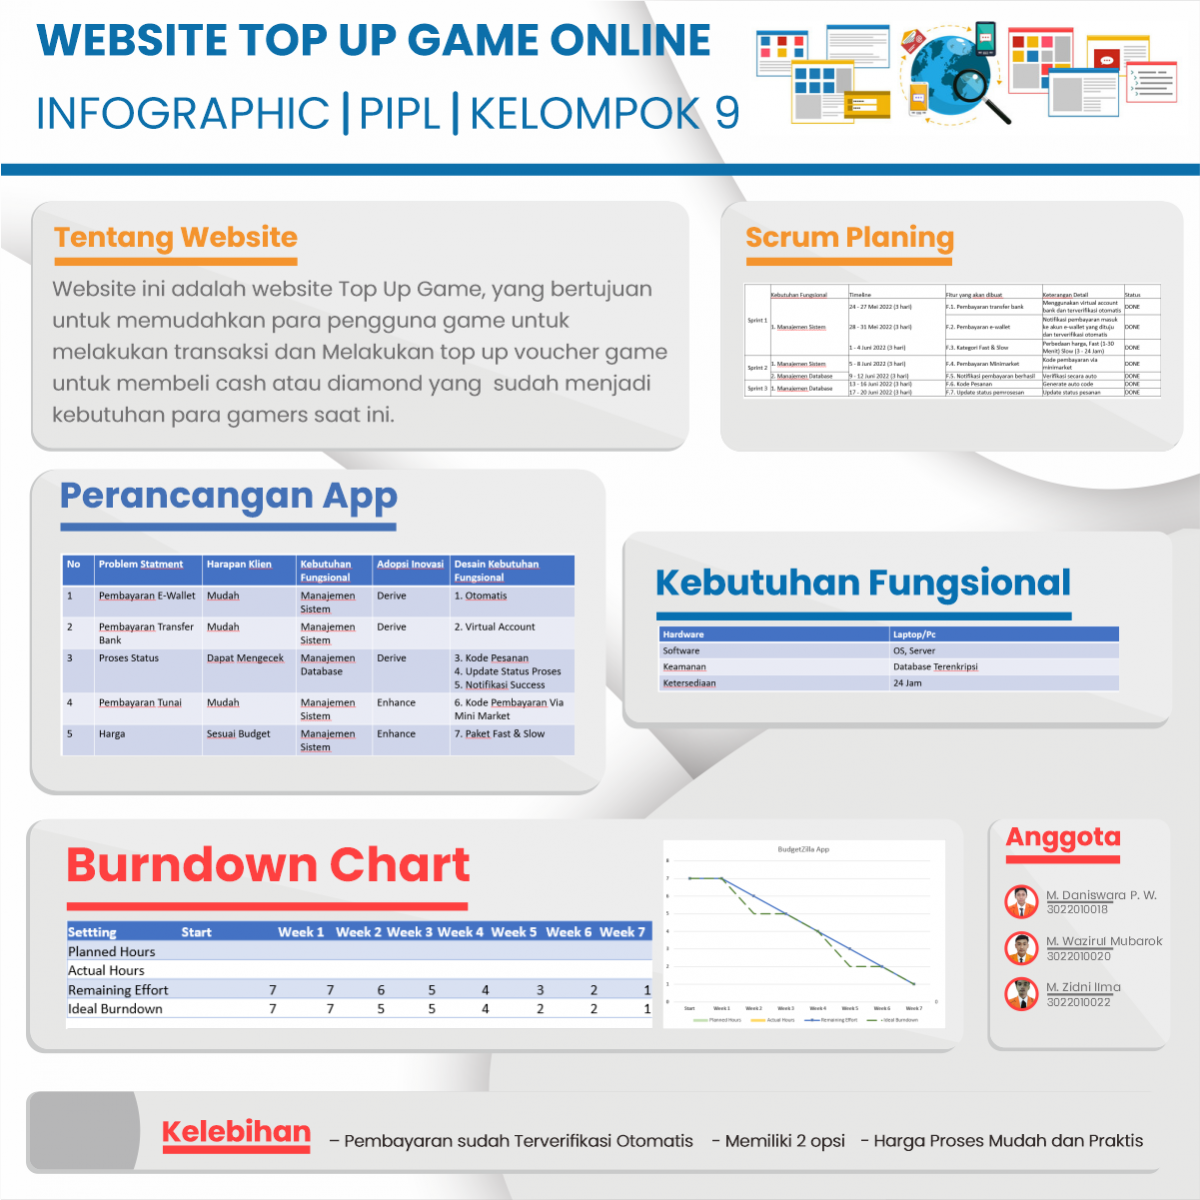 WEBSITE TOP UP GAME ONLINE
INFOGRAPHIC | PIPL | KELOMPOK 9
Tentang Website
Website ini adalah website Top Up Game, yang bertujuan
untuk memudahkan para pengguna game untuk
melakukan transaksi dan Melakukan top up voucher game
untuk membeli cash atau diamond yang sudah menjadi
kebutuhan para gamers saat ini.
Scrum Planing
Kebutuhan Fungsional Timeline Fitur yang akan dibuat Keterangan Detail Status
Sprint 1 1. Manajemen Sistem 24 - 27 Mei 2022 (3 hari) F.1. Pembayaran transfer bank Menggunakan virtual account bank dan terverifikasi otomatis DONE
28 - 31 Mei 2022 (3 hari) F.2. Pembayaran e-wallet Notifikasi pembayaran masuk ke akun e-wallet yang dituju dan terverifikasi otomatis DONE
1 - 4 Juni 2022 (3 hari) F.3. Kategori Fast & Slow Perbedaan harga, Fast (1-30 Menit) Slow (3 - 24 Jam) DONE
Sprint 2 1. Manajemen Sistem 5 - 8 Juni 2022 (3 hari) F.4. Pembayaran Minimarket Kode pembayaran via minimarket DONE
2. Manajemen Database 9 - 12 Juni 2022 (3 hari) F.5. Notifikasi pembayaran berhasil Verifikasi secara auto DONE
Sprint 3 1. Manajemen Database 13 - 16 Juni 2022 (3 hari) F.6. Kode Pesanan Generate auto code DONE
17 - 20 Juni 2022 (3 hari) F.7. Update status pemrosesan Update status pesanan DONE
Perancangan App
No Problem Statment Harapan Klien Kebutuhan Fungsional Adopsi Inovasi Desain Kebutuhan Fungsional
1 Pembayaran E-Wallet Mudah Manajemen Sistem Derive 1. Otomatis
2 Pembayaran Transfer Bank Mudah Manajemen Sistem Derive 2. Virtual Account
3 Proses Status Dapat Mengecek Manajemen Database Derive 3. Kode Pesanan
4. Update Status Proses
5. Notifikasi Success
4 Pembayaran Tunai Mudah Manajemen Sistem Enhance 6. Kode Pembayaran Via Mini Market
5 Harga Sesuai Budget Manajemen Sistem Enhance 7. Paket Fast & Slow
Kebutuhan Fungsional
Hardware Laptop/Pc
Software OS, Server
Keamanan Database Terenkripsi
Ketersediaan 24 Jam
Burndown Chart
Settting Start Week 1 Week 2 Week 3 Week 4 Week 5 Week 6 Week 7
Planned Hours
Actual Hours
Remaining Effort 7 7 6 5 4 3 2 1
Ideal Burndown 7 7 5 5 4 2 2 1
BudgetZilla App
8
7
6
5
4
3
2
1
0 0
Start Week 1 Week 2 Week 3 Week 4 Week 5 Week 6 Week 7
Planned Hours Actual Hours Remaining Effort Ideal Burndown
Anggota
M. Daniswara P. W.
3022010018
M. Wazirul Mubarok
3022010020
M. Zidni Ilma
3022010022
Kelebihan – Pembayaran sudah Terverifikasi Otomatis - Memiliki 2 opsi - Harga Proses Mudah dan Praktis